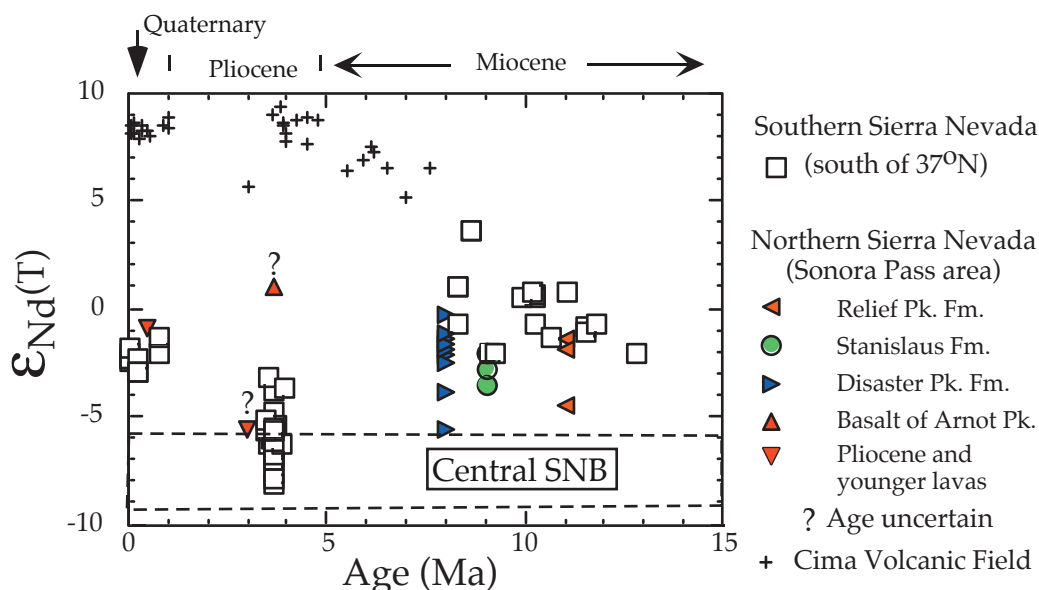 Quaternary
Pliocene
Miocene
10
5
0
-5
-10
εNd(T)
?
?
Central SNB
0
5
10
15
Age (Ma)
Southern Sierra Nevada
(south of 37ºN)
Northern Sierra Nevada
(Sonora Pass area)
Relief Pk. Fm.
Stanislaus Fm.
Disaster Pk. Fm.
Basalt of Arnot Pk.
Pliocene and
younger lavas
? Age uncertain
+ Cima Volcanic Field